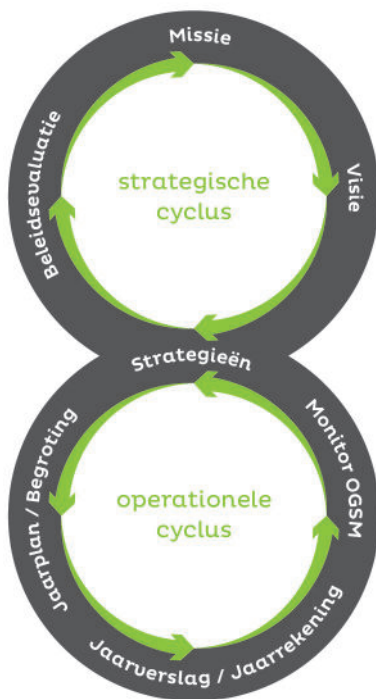 Missie
Visie
Beleidsevaluatie
strategische
cyclus
Strategieën
Jaarplan / Begroting
Monitor OGSM
operationele
cyclus
Jaarverslag / Jaarrekening